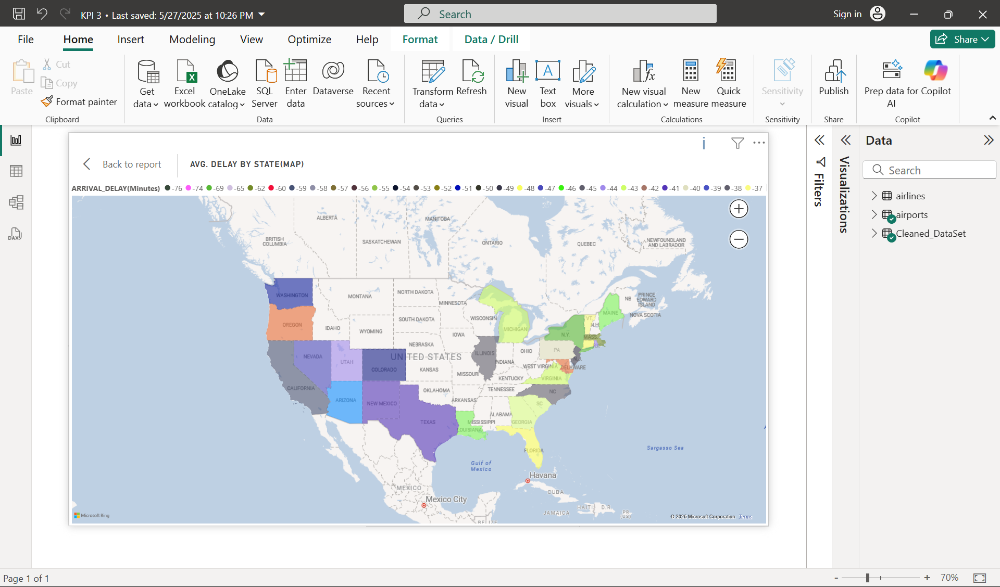 KPI 3 • Last saved: 5/27/2025 at 10:26 PM
Search
Sign in
File Home Insert Modeling View Optimize Help Format Data / Drill
Share
Paste
Cut
Copy
Format painter
Clipboard
Get data
Excel workbook
OneLake catalog
SQL Server
Enter data
Dataverse
Recent sources
Data
Transform data
Refresh
Queries
New visual
Text box
More visuals
Insert
New visual calculation
New measure
Quick measure
Calculations
Sensitivity
Sensitivity
Publish
Share
Prep data for AI
Copilot
Copilot
DAX
Back to report
AVG. DELAY BY STATE(MAP)
ARRIVAL_DELAY(Minutes) -76 -74 -69 -65 -62 -60 -59 -58 -57 -56 -55 -54 -53 -52 -51 -50 -49 -48 -47 -46 -45 -44 -43 -42 -41 -40 -39 -38 -37
ALBERTA
MANITOBA
BRITISH COLUMBIA
SASKATCHEWAN
ONTARIO
QUEBEC
NEWFOUNDLAND AND LABRADOR
WASHINGTON
MONTANA
NORTH DAKOTA
MINNESOTA
NB
PRINCE EDWARD ISLAND
NOVA SCOTIA
MAINE
OREGON
IDAHO
WYOMING
SOUTH DAKOTA
WISCONSIN
MICHIGAN
VT.
N.H.
N.Y.
MASS
IOWA
NEBRASKA
NEVADA
UTAH
COLORADO
UNITED STATES
KANSAS
ILLINOIS
INDIANA
OHIO
PA
N.J.
WEST VIRGINIA
DELAWARE
MISSOURI
KENTUCKY
VIRGINIA
CALIFORNIA
ARIZONA
NEW MEXICO
OKLAHOMA
TENNESSEE
NC
ARKANSAS
SC
ALABAMA
MISSISSIPPI
GEORGIA
TEXAS
LOUISIANA
FLORIDA
Sargasso Sea
Gulf of Mexico
Havana
MEXICO
Mexico City
CUBA
HAITI
D.R.
JAMAICA
PR (US)
BELIZE
Microsoft Bing
© 2025 Microsoft Corporation Terms
Filters
Visualizations
Data
Search
airlines
airports
Cleaned_DataSet
Page 1 of 1
- + 70%